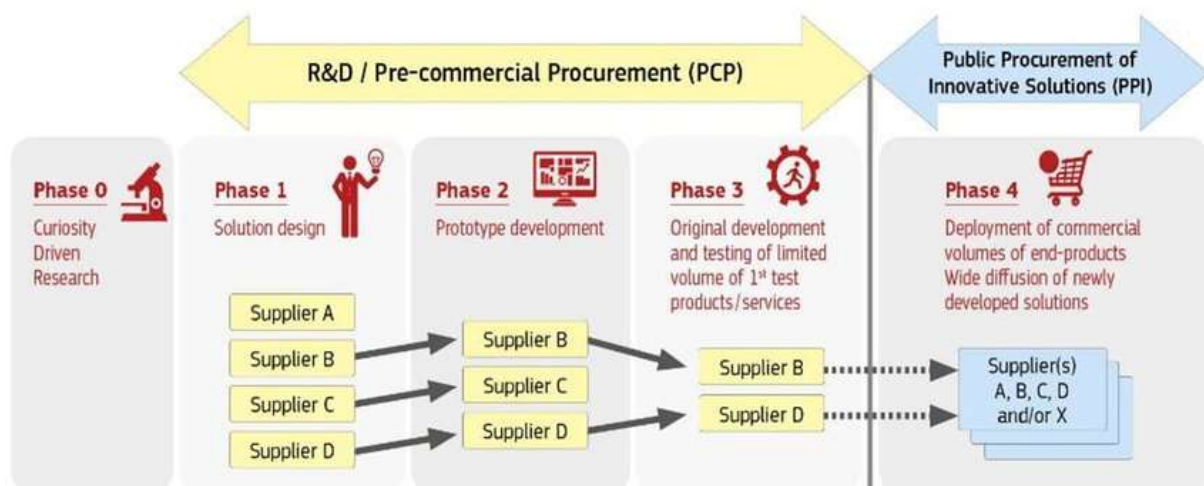 R&D / Pre-commercial Procurement (PCP)
Public Procurement of
Innovative Solutions (PPI)
Phase 0
Curiosity
Driven
Research
Phase 1
Solution design
Supplier A
Supplier B
Supplier C
Supplier D
Phase 2
Prototype development
Supplier B
Supplier C
Supplier D
Phase 3
Original development
and testing of limited
volume of 1st test
products/services
Supplier B
Supplier D
Phase 4
Deployment of commercial
volumes of end-products
Wide diffusion of newly
developed solutions
Supplier(s)
A, B, C, D
and/or X